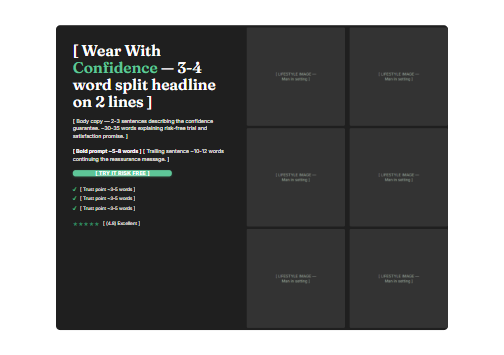 [ Wear With
Confidence — 3-4
word split headline
on 2 lines ]
[ Body copy — 2-3 sentences describing the confidence
guarantee. ~30-35 words explaining risk-free trial and
satisfaction promise. ]
[ Bold prompt ~5-8 words ] [ Trailing sentence ~10-12 words
continuing the reassurance message. ]
[ TRY IT RISK FREE ]
✓ [ Trust point ~3-5 words ]
✓ [ Trust point ~3-5 words ]
✓ [ Trust point ~3-5 words ]
★★★★★ [ (4.8) Excellent ]
[ LIFESTYLE IMAGE —
Man in setting ]
[ LIFESTYLE IMAGE —
Man in setting ]
[ LIFESTYLE IMAGE —
Man in setting ]
[ LIFESTYLE IMAGE —
Man in setting ]
[ LIFESTYLE IMAGE —
Man in setting ]
[ LIFESTYLE IMAGE —
Man in setting ]